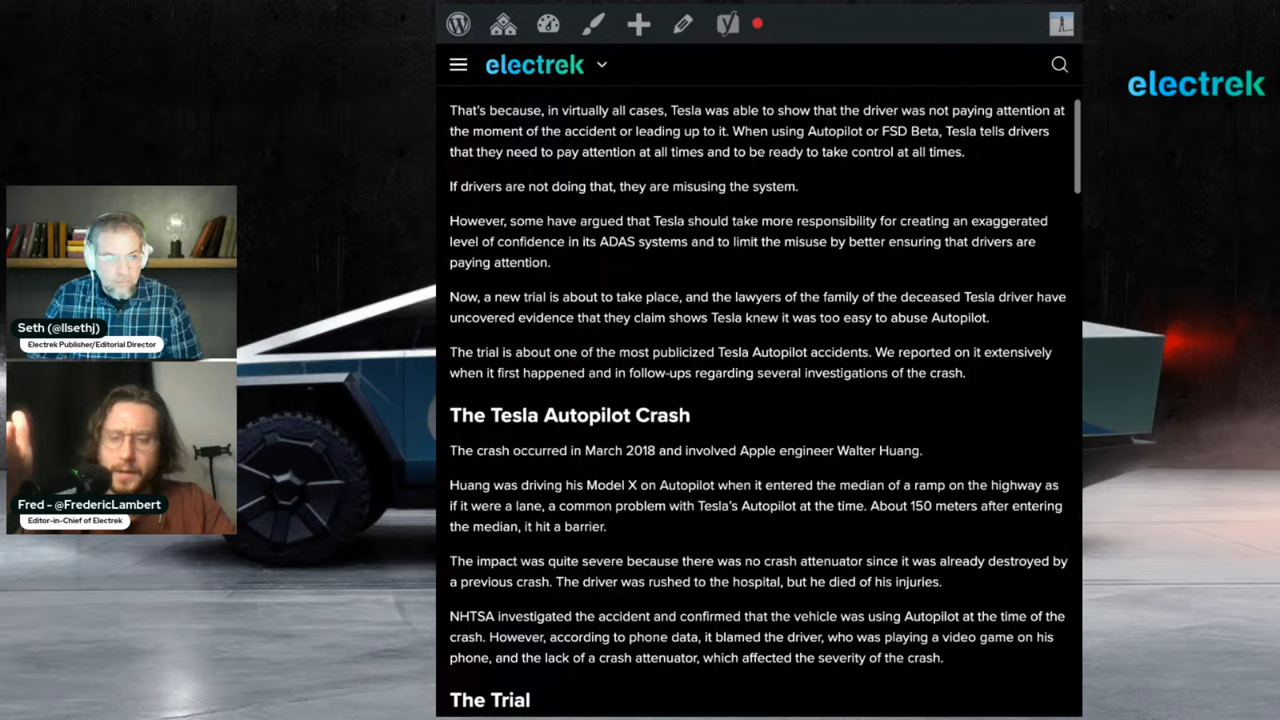 electrek
electrek
That's because, in virtually all cases, Tesla was able to show that the driver was not paying attention at
the moment of the accident or leading up to it. When using Autopilot or FSD Beta, Tesla tells drivers
that they need to pay attention at all times and to be ready to take control at all times.
If drivers are not doing that, they are misusing the system.
However, some have argued that Tesla should take more responsibility for creating an exaggerated
level of confidence in its ADAS systems and to limit the misuse by better ensuring that drivers are
paying attention.
Now, a new trial is about to take place, and the lawyers of the family of the deceased Tesla driver have
uncovered evidence that they claim shows Tesla knew it was too easy to abuse Autopilot.
The trial is about one of the most publicized Tesla Autopilot accidents. We reported on it extensively
when it first happened and in follow-ups regarding several investigations of the crash.
The Tesla Autopilot Crash
The crash occurred in March 2018 and involved Apple engineer Walter Huang.
Huang was driving his Model X on Autopilot when it entered the median of a ramp on the highway as
if it were a lane, a common problem with Tesla's Autopilot at the time. About 150 meters after entering
the median, it hit a barrier.
The impact was quite severe because there was no crash attenuator since it was already destroyed by
a previous crash. The driver was rushed to the hospital, but he died of his injuries.
NHTSA investigated the accident and confirmed that the vehicle was using Autopilot at the time of the
crash. However, according to phone data, it blamed the driver, who was playing a video game on his
phone, and the lack of a crash attenuator, which affected the severity of the crash.
The Trial
Seth (@llsethj)
Electrek Publisher/Editorial Director
Fred - @FredericLambert
Editor-in-Chief of Electrek